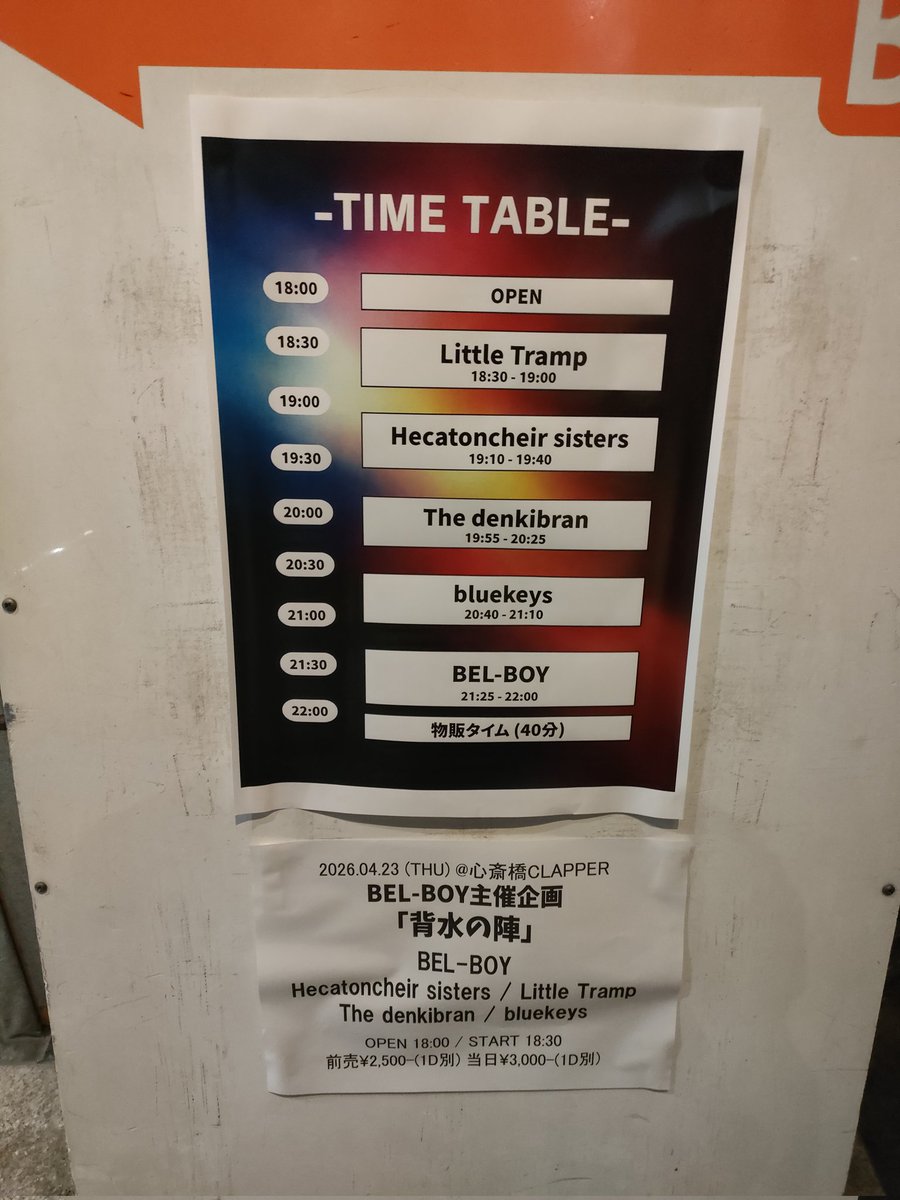 -TIME TABLE-
18:00
OPEN
18:30
Little Tramp
18:30 - 19:00
19:00
Hecatoncheir sisters
19:10 - 19:40
19:30
20:00
The denkibran
19:55 - 20:25
20:30
bluekeys
20:40 - 21:10
21:00
21:30
BEL-BOY
21:25 - 22:00
22:00
物販タイム (40分)
2026.04.23 (THU) @心斎橋CLAPPER
BEL-BOY主催企画
「背水の陣」
BEL-BOY
Hecatoncheir sisters / Little Tramp
The denkibran / bluekeys
OPEN 18:00 / START 18:30
前売¥2,500-(1D別) 当日¥3,000-(1D別)